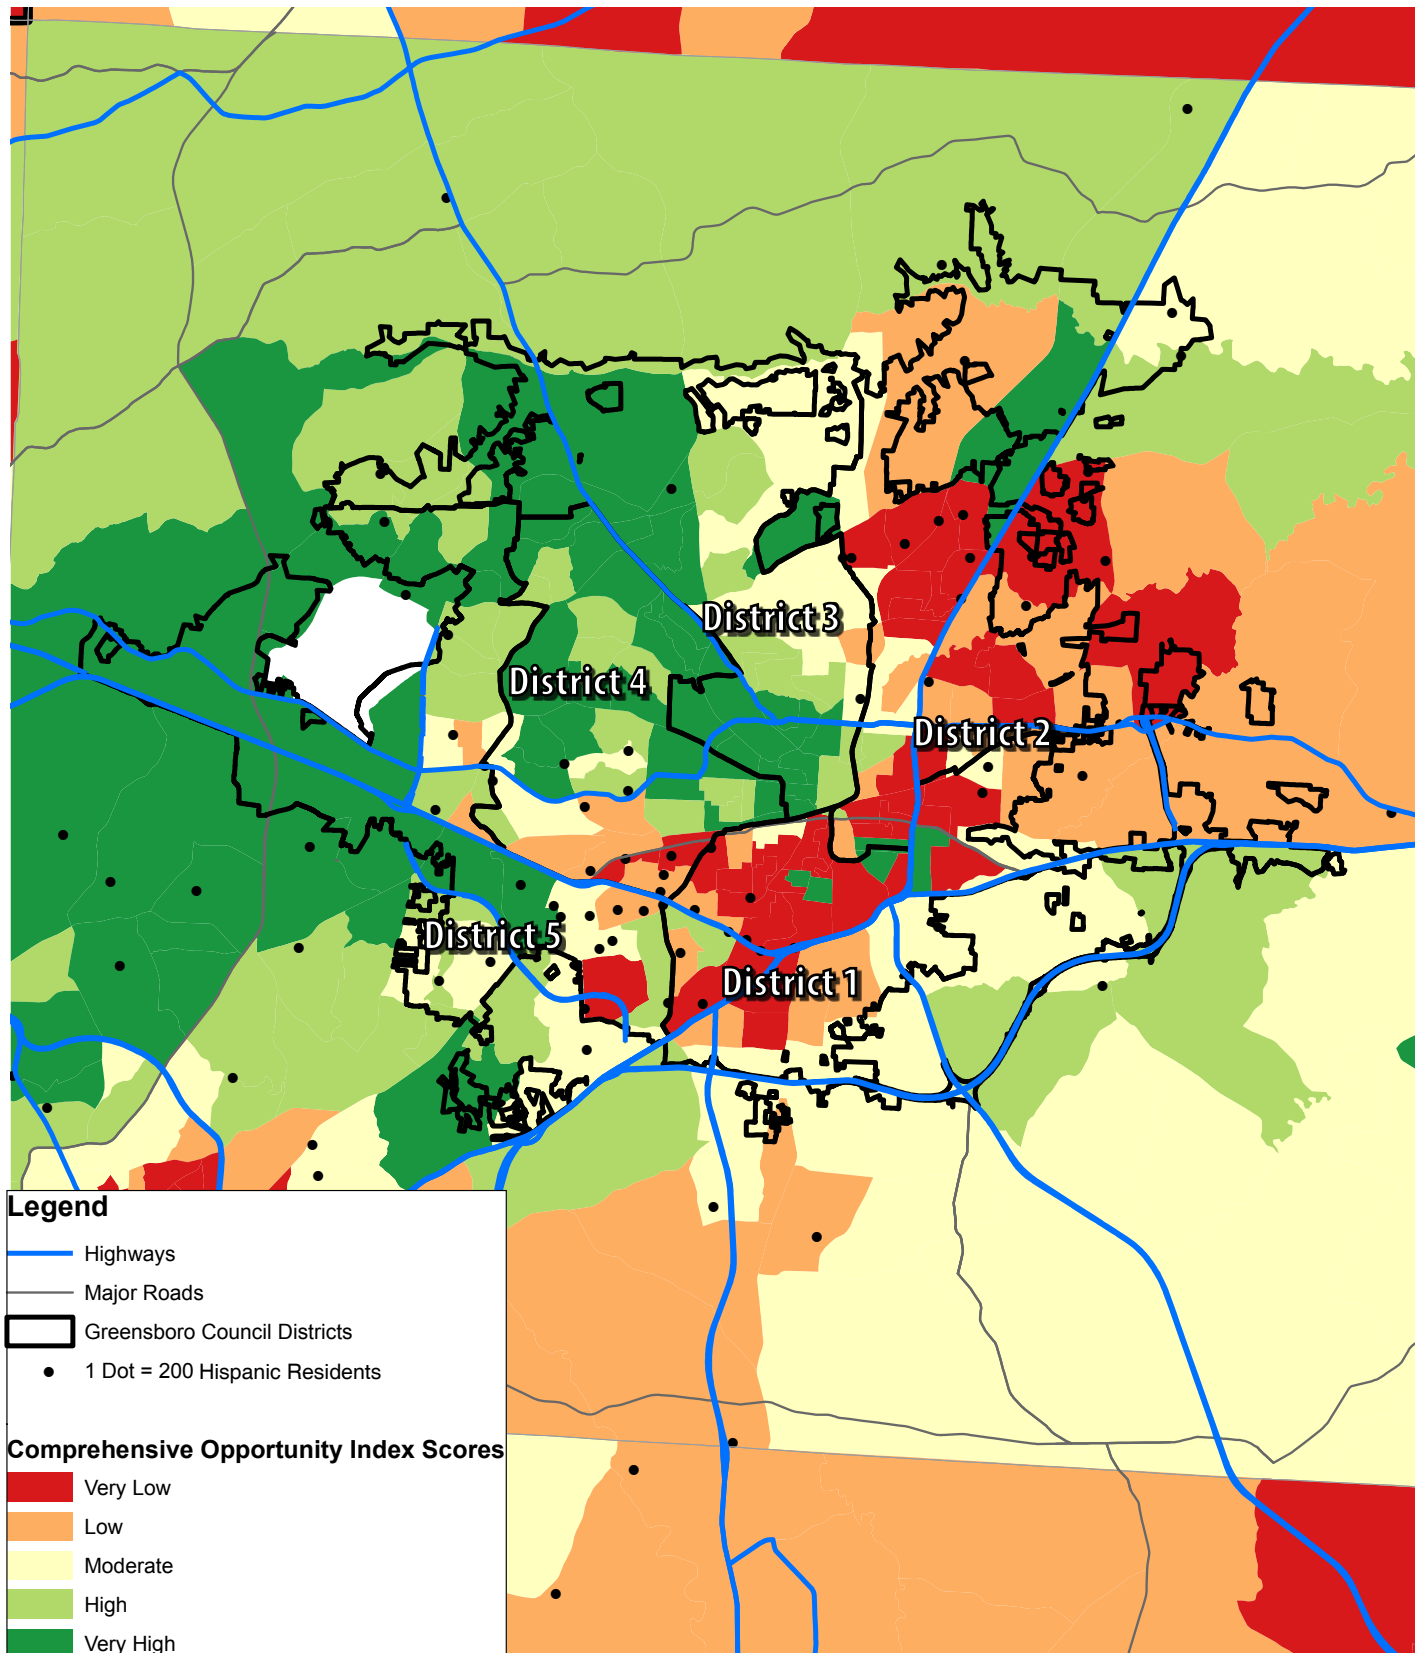 District 3
District 4
District 2
District 5
District 1
Legend
Highways
Major Roads
Greensboro Council Districts
1 Dot = 200 Hispanic Residents
Comprehensive Opportunity Index Scores
Very Low
Low
Moderate
High
Very High